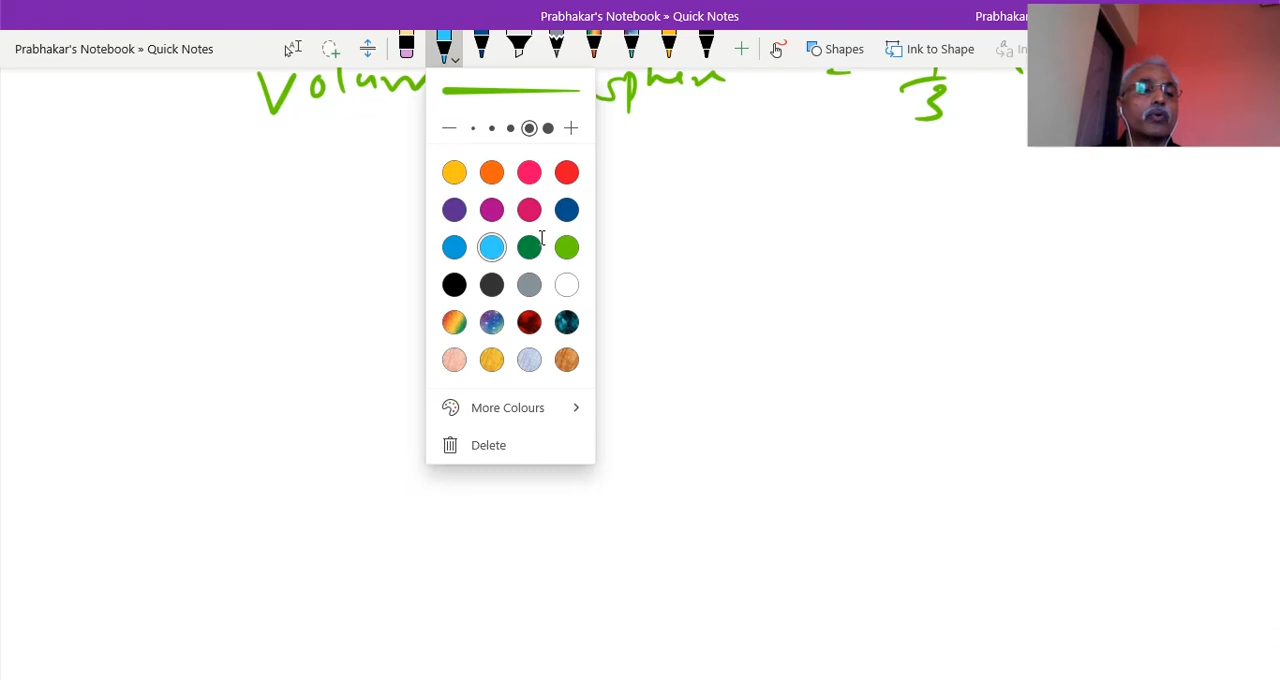 Prabhakar's Notebook » Quick Notes
Prabhakar's Notebook » Quick Notes
Shapes
Ink to Shape
=
3
More Colours
Delete